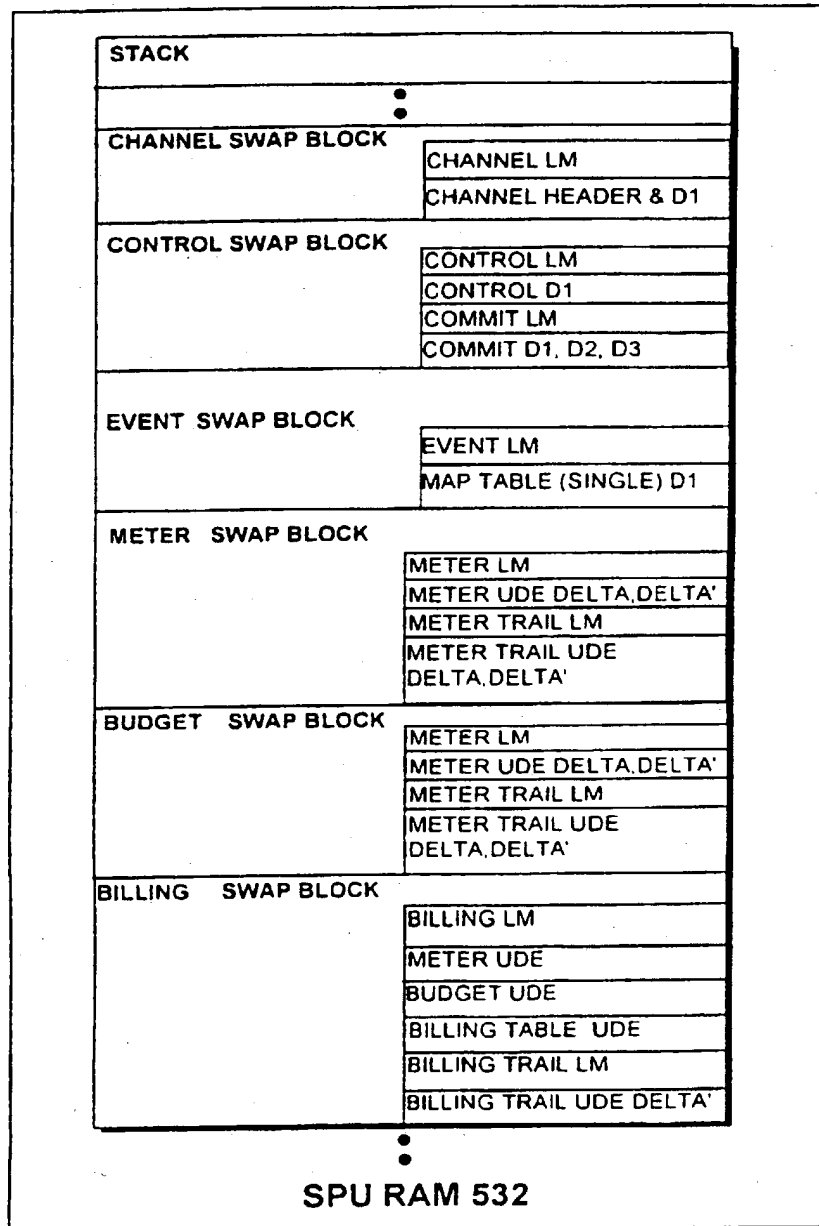 STACK
CHANNEL SWAP BLOCK
CHANNEL LM
CHANNEL HEADER & D1
CONTROL SWAP BLOCK
CONTROL LM
CONTROL D1
COMMIT LM
COMMIT D1, D2, D3
EVENT SWAP BLOCK
EVENT LM
MAP TABLE (SINGLE) D1
METER SWAP BLOCK
METER LM
METER UDE DELTA,DELTA'
METER TRAIL LM
METER TRAIL UDE
DELTA,DELTA'
BUDGET SWAP BLOCK
METER LM
METER UDE DELTA,DELTA'
METER TRAIL LM
METER TRAIL UDE
DELTA,DELTA'
BILLING SWAP BLOCK
BILLING LM
METER UDE
BUDGET UDE
BILLING TABLE UDE
BILLING TRAIL LM
BILLING TRAIL UDE DELTA'
SPU RAM 532